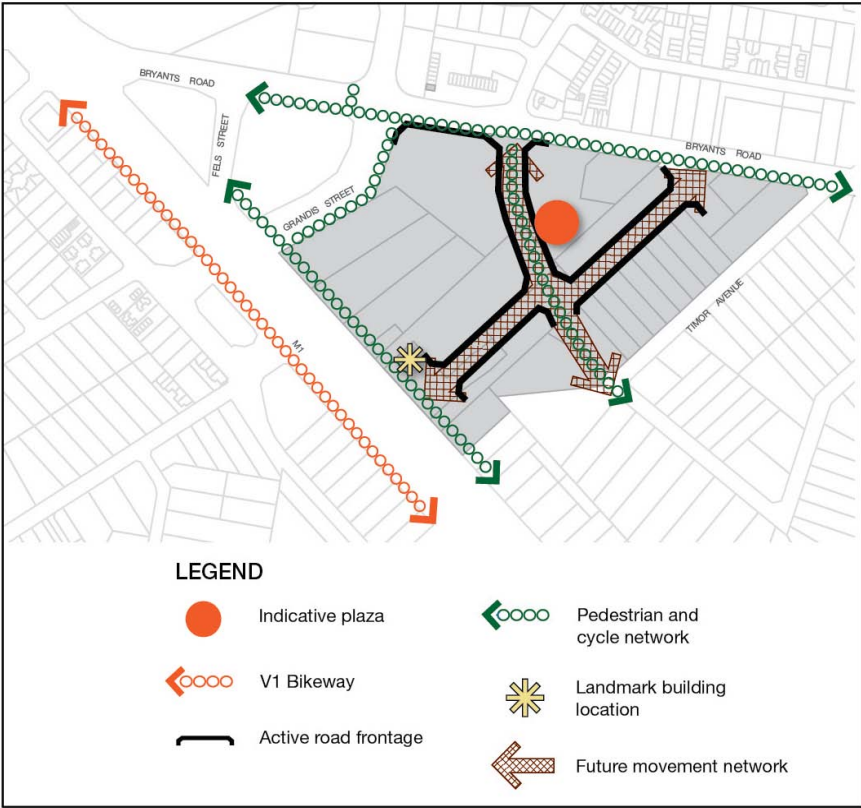 BRYANTS ROAD
FELS STREET
GRANDIS STREET
BRYANTS ROAD
TIMOR AVENUE
M1
LEGEND
Indicative plaza
V1 Bikeway
Active road frontage
Pedestrian and
cycle network
Landmark building
location
Future movement network